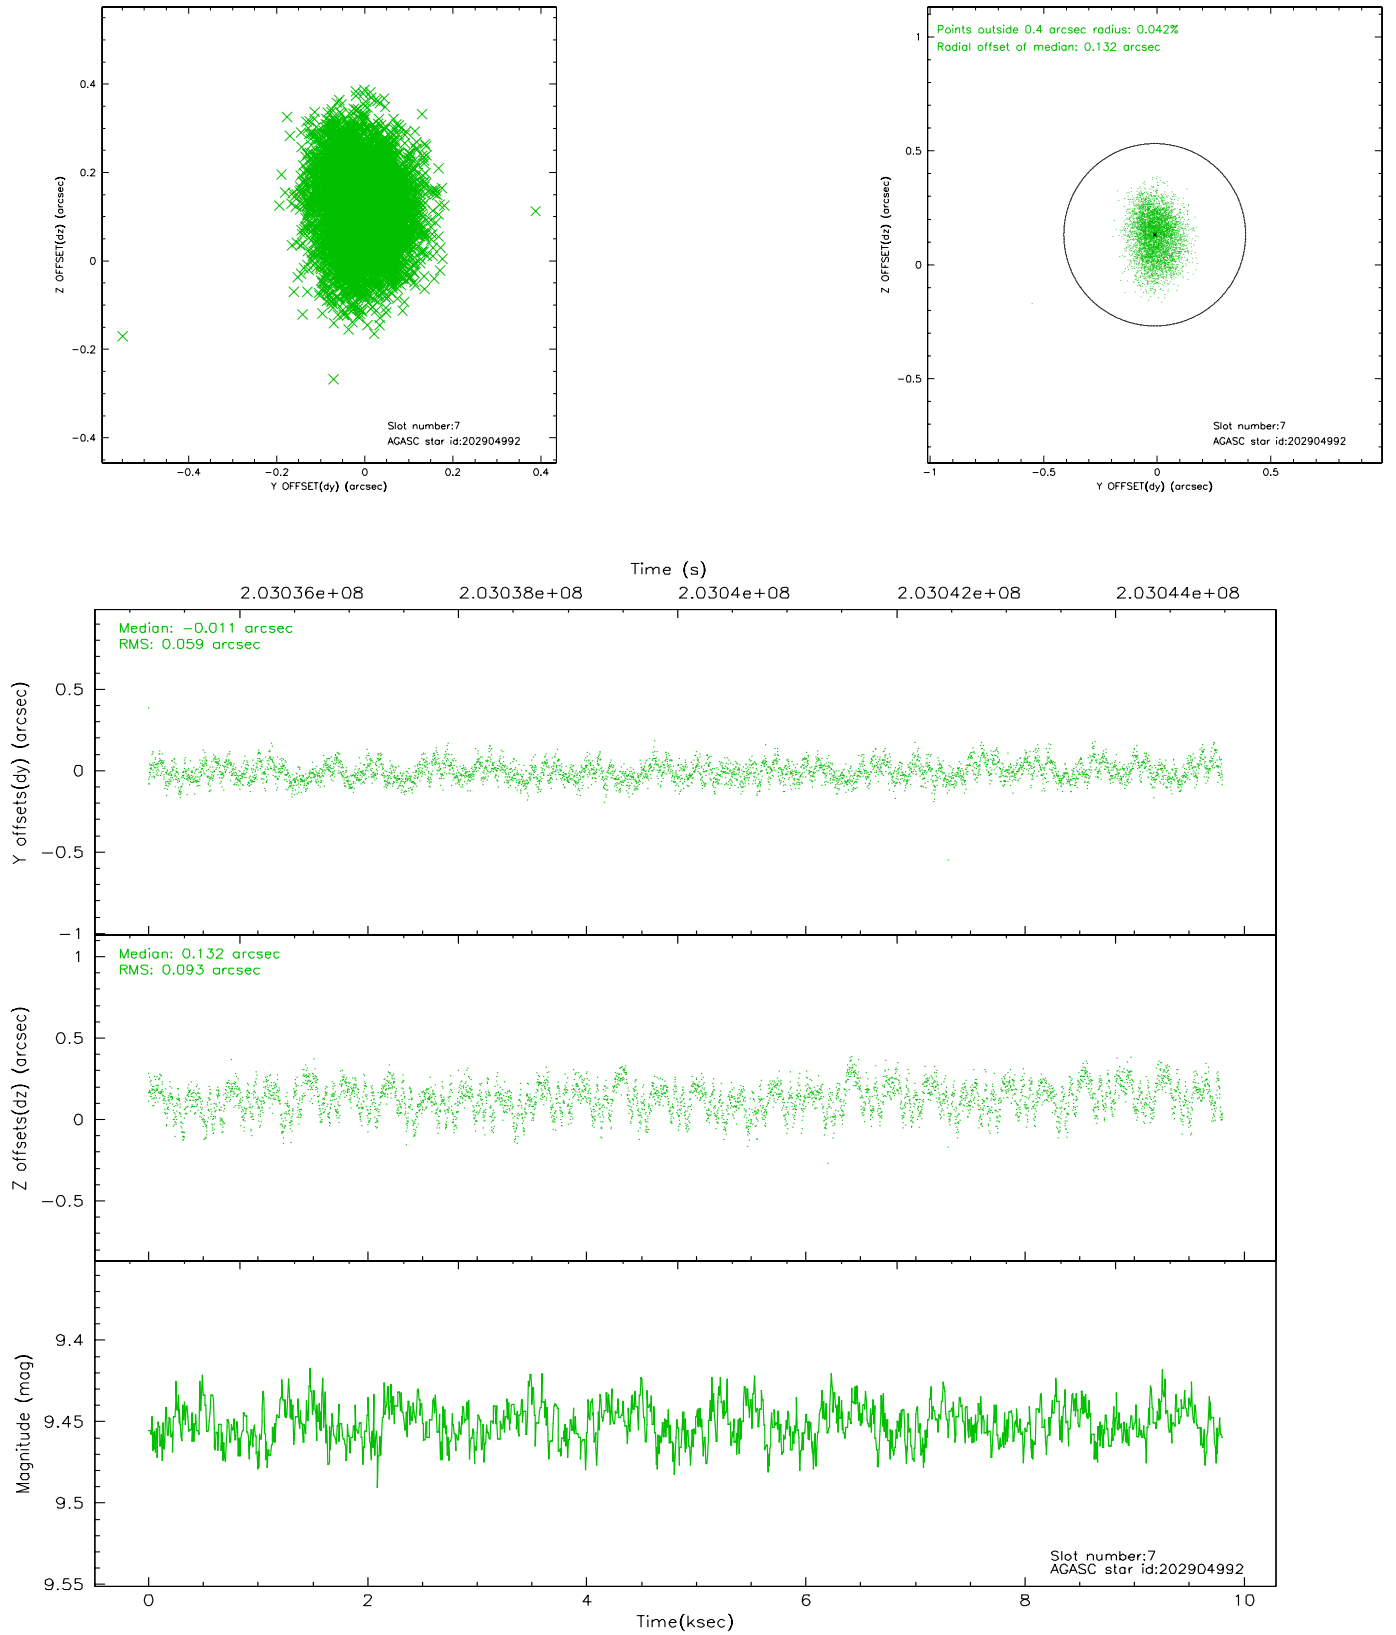 0.4
0.2
0
−0.2
−0.4
Z OFFSET(dz) (arcsec)
Slot number:7
AGASC star id:202904992
−0.4 −0.2 0 0.2 0.4
Y OFFSET(dy) (arcsec)
Points outside 0.4 arcsec radius: 0.042%
Radial offset of median: 0.132 arcsec
1
0.5
0
−0.5
Z OFFSET(dz) (arcsec)
Slot number:7
AGASC star id:202904992
−1 −0.5 0 0.5
Y OFFSET(dy) (arcsec)
Time (s)
2.03036e+08 2.03038e+08 2.0304e+08 2.03042e+08 2.03044e+08
Median: −0.011 arcsec
RMS: 0.059 arcsec
0.5
0
−0.5
−1
Y offsets(dy) (arcsec)
Median: 0.132 arcsec
RMS: 0.093 arcsec
1
0.5
0
−0.5
Z offsets(dz) (arcsec)
9.4
9.45
9.5
9.55
Magnitude (mag)
Slot number:7
AGASC star id:202904992
0 2 4 6 8 10
Time(ksec)